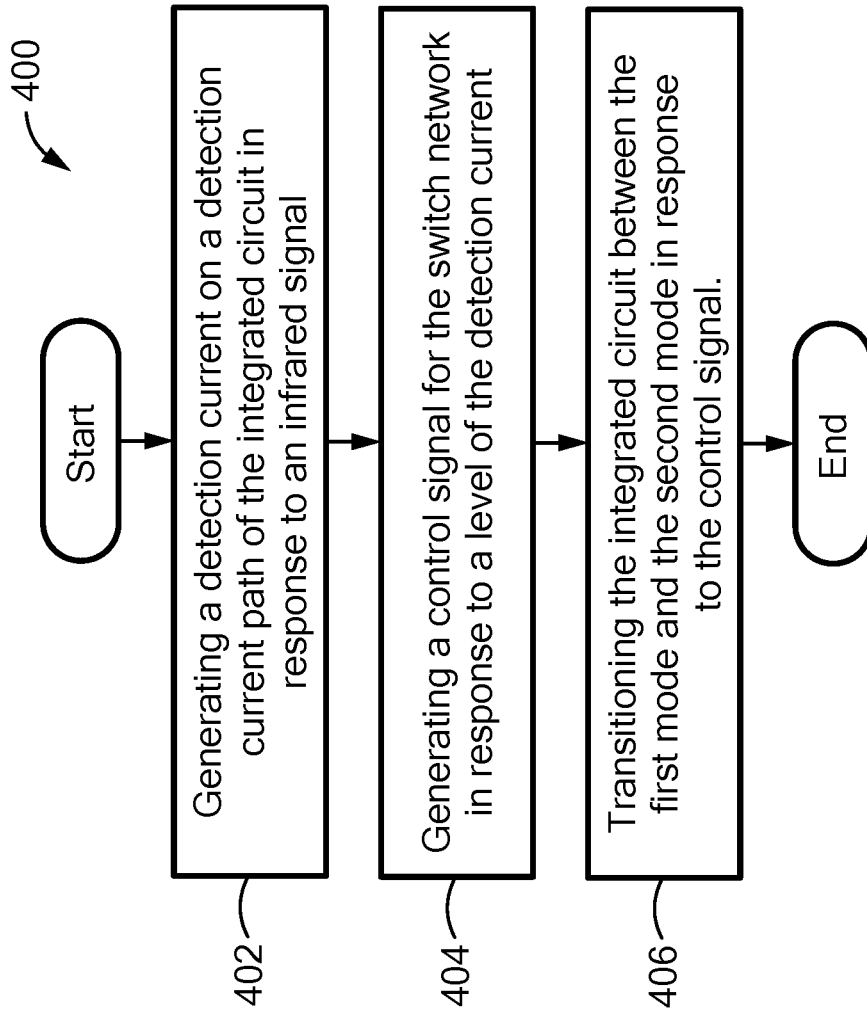 400
Start
Generating a detection current on a detection
current path of the integrated circuit in
response to an infrared signal
402
Generating a control signal for the switch network
in response to a level of the detection current
404
Transitioning the integrated circuit between the
first mode and the second mode in response
to the control signal.
406
End